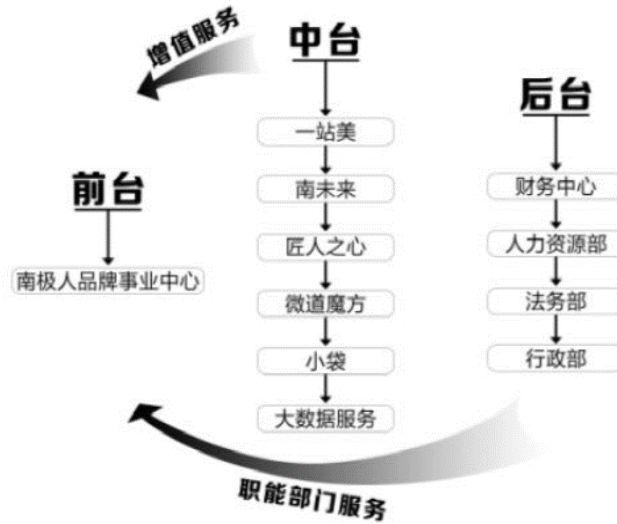 增值服务
中台
一站美
南未来
匠人之心
微道魔方
小袋
大数据服务
前台
南极人品牌事业中心
后台
财务中心
人力资源部
法务部
行政部
职能部门服务